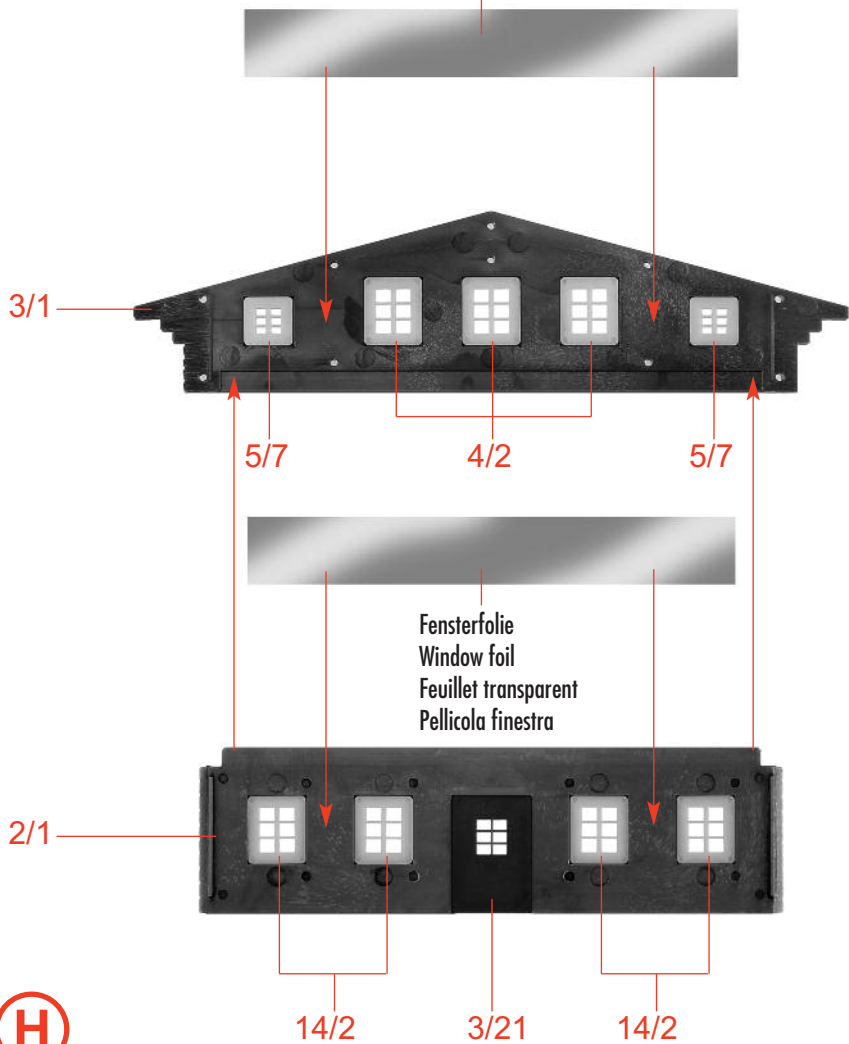 3/1
5/7 4/2 5/7
Fensterfolie
Window foil
Feuillet transparent
Pellicola finestra
2/1
14/2 3/21 14/2
H